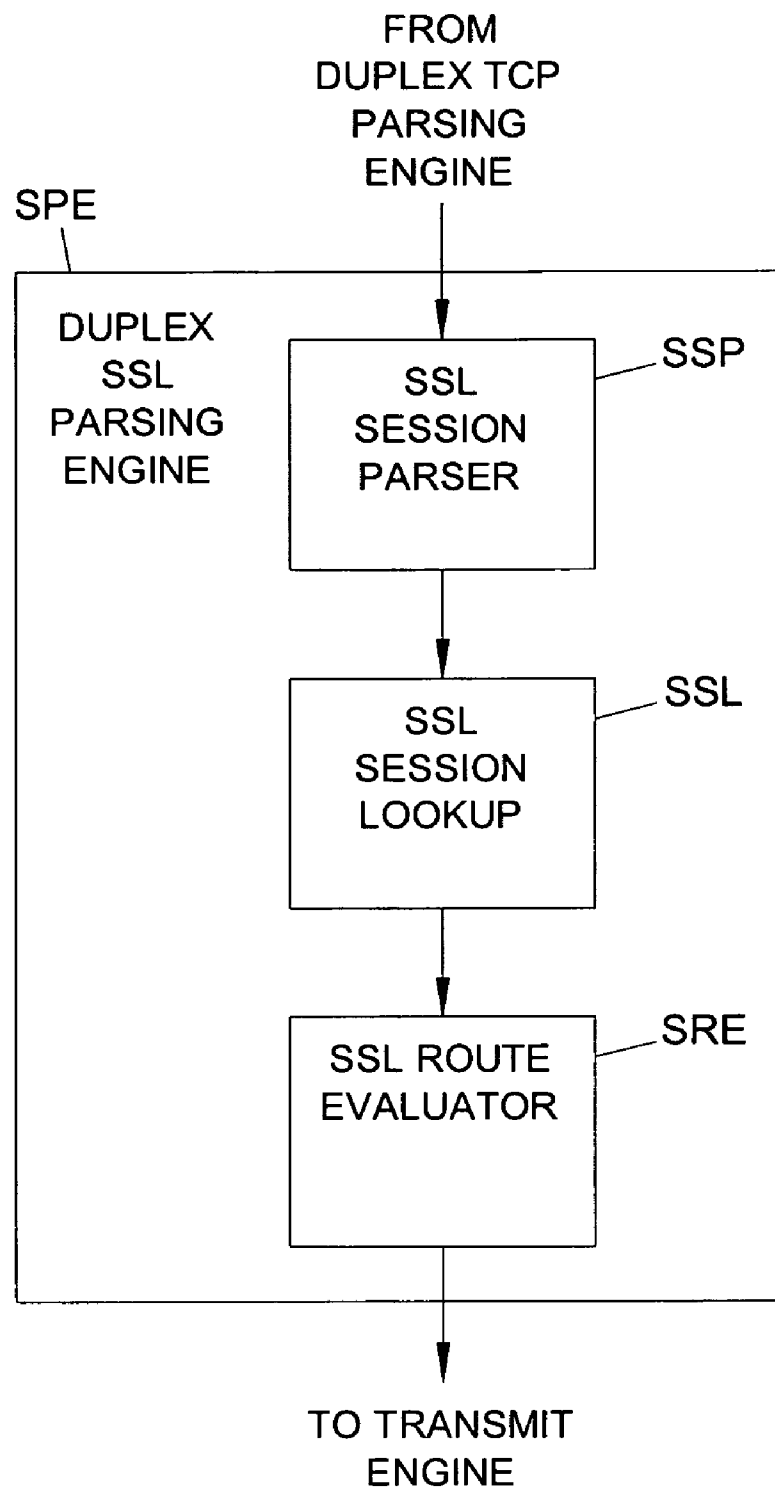 FROM
DUPLEX TCP
PARSING
ENGINE
SPE
DUPLEX
SSL
PARSING
ENGINE
SSL
SESSION
PARSER
SSP
SSL
SESSION
LOOKUP
SSL
SSL ROUTE
EVALUATOR
SRE
TO TRANSMIT
ENGINE